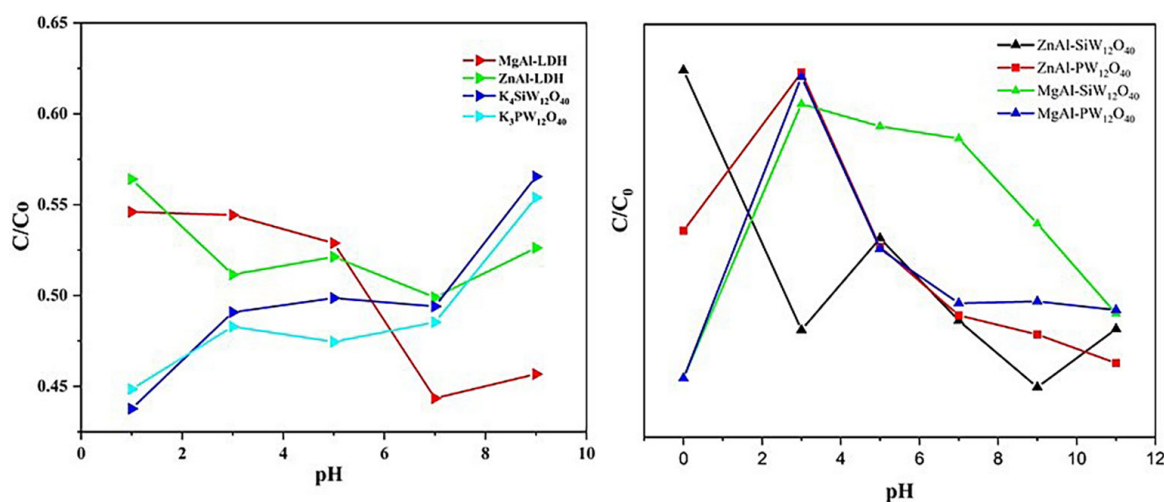 0.65
0.60
0.55
0.50
0.45
C/Co
0
2
4
6
8
10
pH
MgAl-LDH
ZnAl-LDH
K₄SiW₁₂O₄₀
K₃PW₁₂O₄₀
C/C₀
0
2
4
6
8
10
12
pH
ZnAl-SiW₁₂O₄₀
ZnAl-PW₁₂O₄₀
MgAl-SiW₁₂O₄₀
MgAl-PW₁₂O₄₀